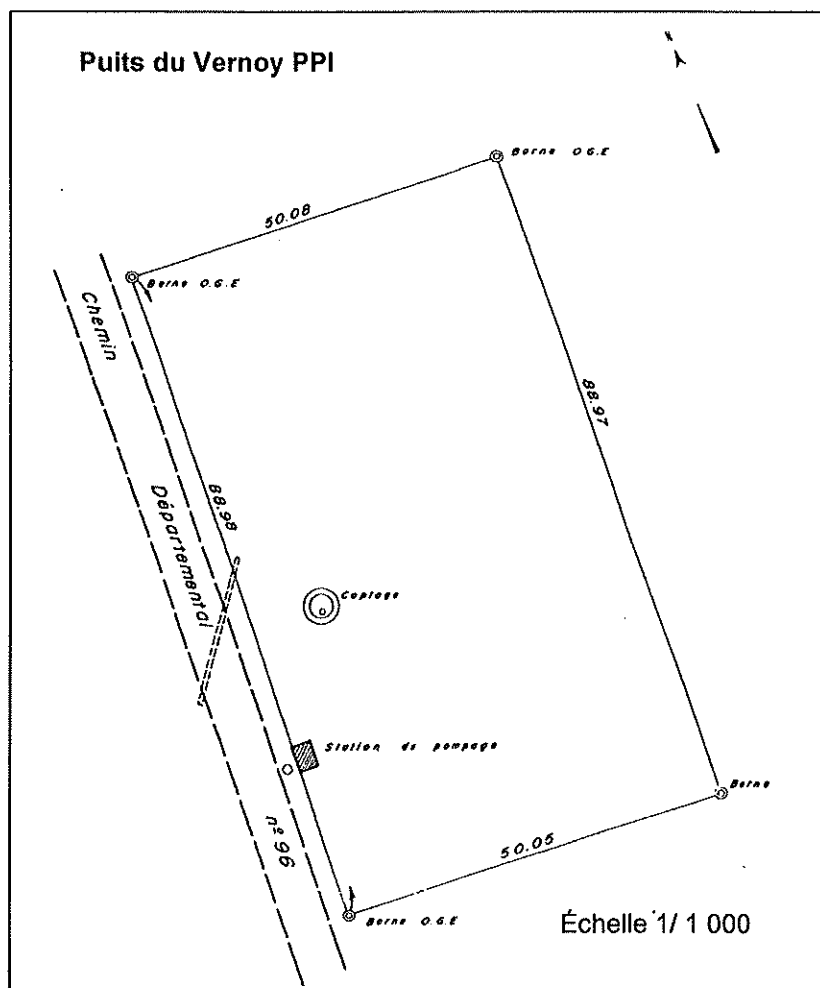 Puits du Vernoy PPI
N
Borne O.G.E
50.08
Borne O.G.E
Chemin
88.97
88.98
Départemental
Captage
Station de pompage
Borne
n° 96
50.05
Borne O.G.E
Échelle 1/ 1 000